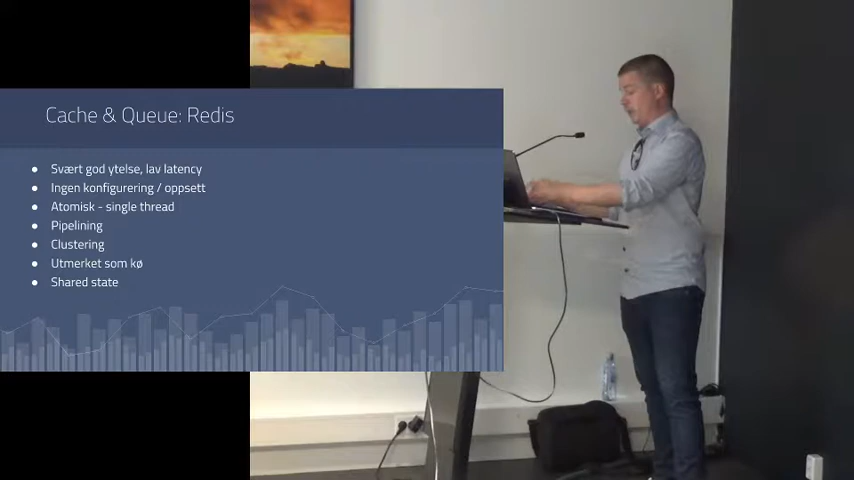 Cache & Queue: Redis
Svært god ytelse, lav latency
Ingen konfigurering / oppsett
Atomisk - single thread
Pipelining
Clustering
Utmerket som kø
Shared state